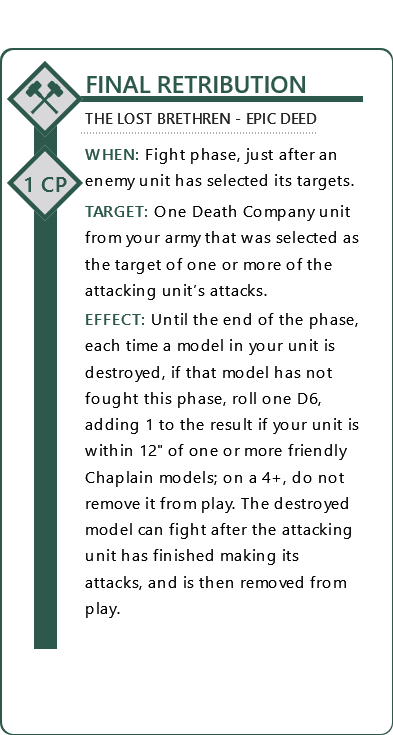 FINAL RETRIBUTION
THE LOST BRETHREN - EPIC DEED
1 CP
WHEN: Fight phase, just after an
enemy unit has selected its targets.
TARGET: One Death Company unit
from your army that was selected as
the target of one or more of the
attacking unit's attacks.
EFFECT: Until the end of the phase,
each time a model in your unit is
destroyed, if that model has not
fought this phase, roll one D6,
adding 1 to the result if your unit is
within 12" of one or more friendly
Chaplain models; on a 4+, do not
remove it from play. The destroyed
model can fight after the attacking
unit has finished making its
attacks, and is then removed from
play.